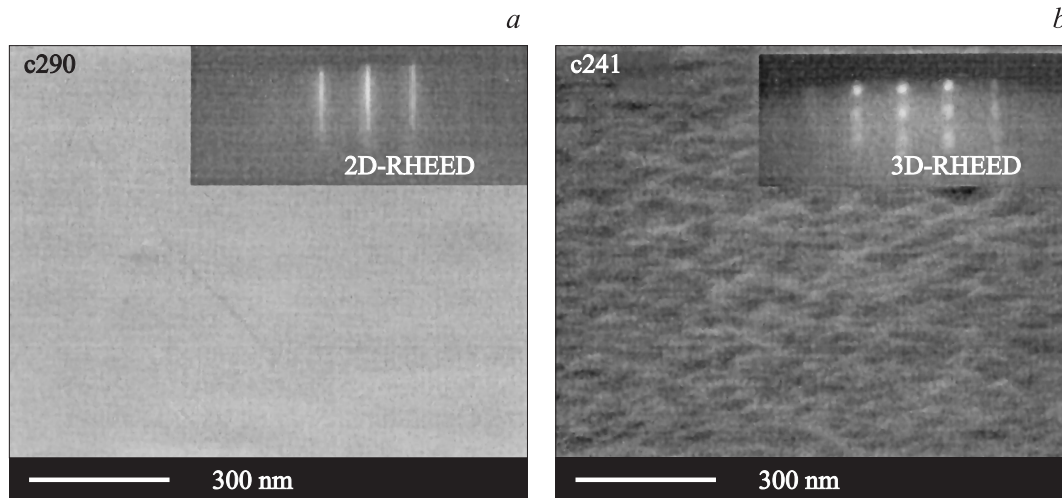 a
b
c290
2D-RHEED
c241
3D-RHEED
300 nm
300 nm